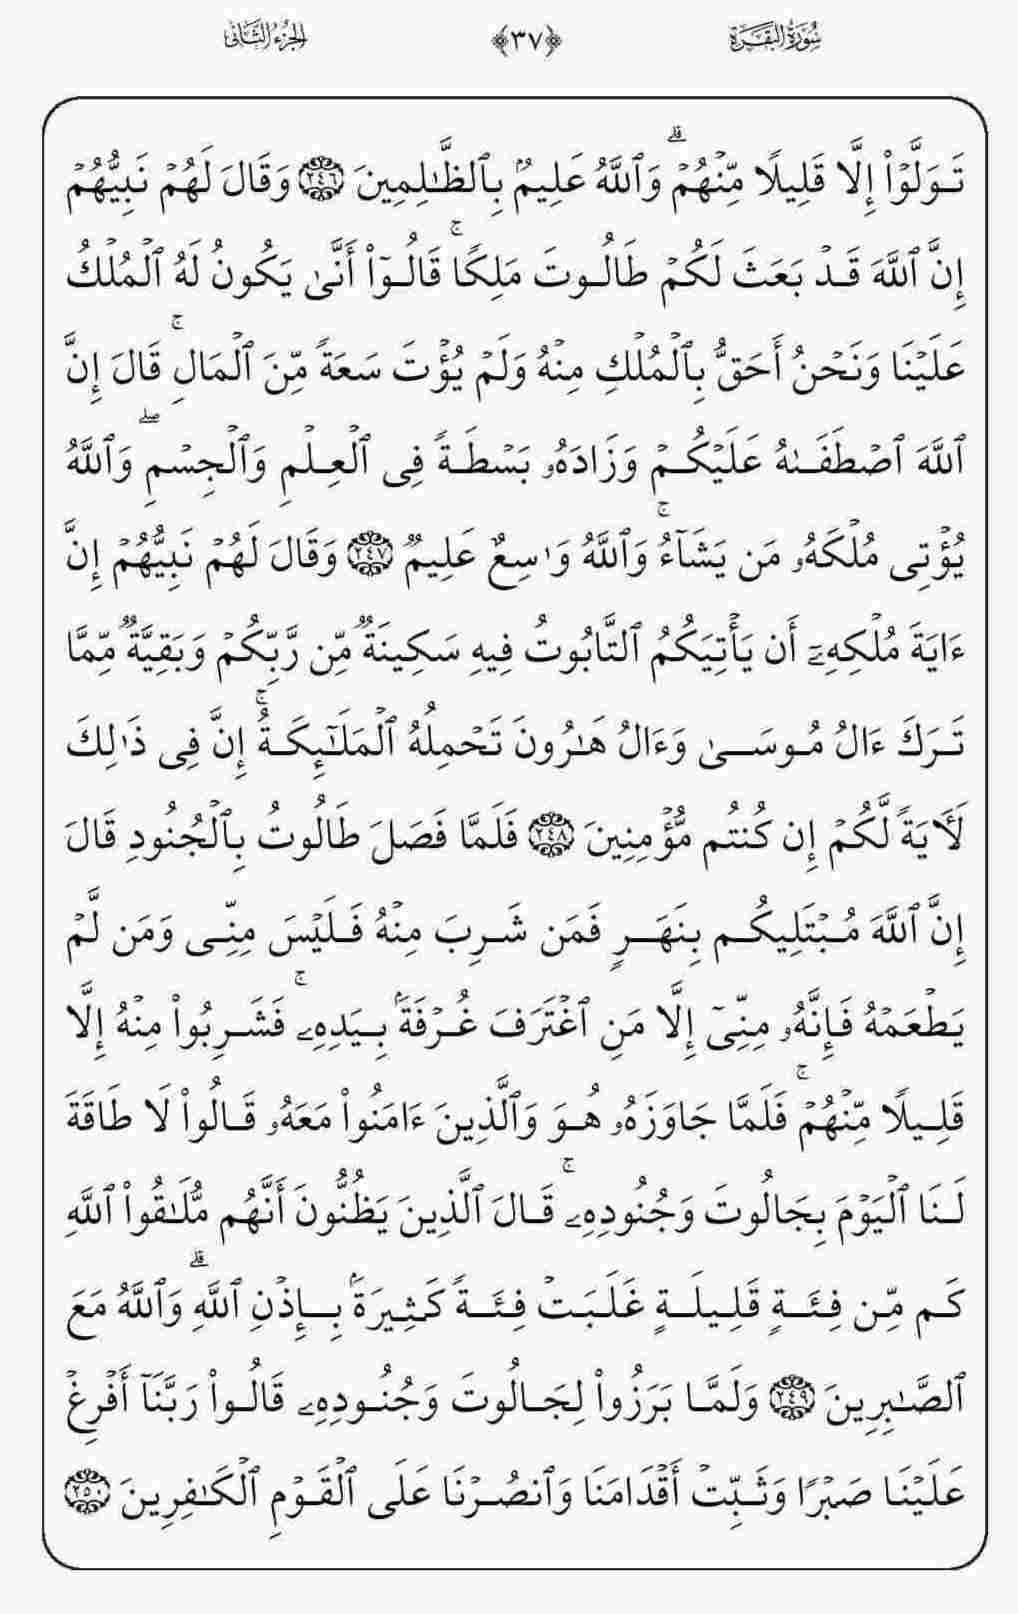 سُورَةُ البَقَرَةِ ﴿٣٧﴾ الجُزءُ الثَّانِي
تَوَلَّوۡاْ إِلَّا قَلِيلٗا مِّنۡهُمۡۗ وَٱللَّهُ عَلِيمُۢ بِٱلظَّٰلِمِينَ ٢٤٦ وَقَالَ لَهُمۡ نَبِيُّهُمۡ
إِنَّ ٱللَّهَ قَدۡ بَعَثَ لَكُمۡ طَالُوتَ مَلِكٗاۚ قَالُوٓاْ أَنَّىٰ يَكُونُ لَهُ ٱلۡمُلۡكُ
عَلَيۡنَا وَنَحۡنُ أَحَقُّ بِٱلۡمُلۡكِ مِنۡهُ وَلَمۡ يُؤۡتَ سَعَةٗ مِّنَ ٱلۡمَالِۚ قَالَ إِنَّ
ٱللَّهَ ٱصۡطَفَىٰهُ عَلَيۡكُمۡ وَزَادَهُۥ بَسۡطَةٗ فِي ٱلۡعِلۡمِ وَٱلۡجِسۡمِۖ وَٱللَّهُ
يُؤۡتِي مُلۡكَهُۥ مَن يَشَآءُۚ وَٱللَّهُ وَٰسِعٌ عَلِيمٞ ٢٤٧ وَقَالَ لَهُمۡ نَبِيُّهُمۡ إِنَّ
ءَايَةَ مُلۡكِهِۦٓ أَن يَأۡتِيَكُمُ ٱلتَّابُوتُ فِيهِ سَكِينَةٞ مِّن رَّبِّكُمۡ وَبَقِيَّةٞ مِّمَّا
تَرَكَ ءَالُ مُوسَىٰ وَءَالُ هَٰرُونَ تَحۡمِلُهُ ٱلۡمَلَٰٓئِكَةُۚ إِنَّ فِي ذَٰلِكَ
لَأٓيَةٗ لَّكُمۡ إِن كُنتُم مُّؤۡمِنِينَ ٢٤٨ فَلَمَّا فَصَلَ طَالُوتُ بِٱلۡجُنُودِ قَالَ
إِنَّ ٱللَّهَ مُبۡتَلِيكُم بِنَهَرٖ فَمَن شَرِبَ مِنۡهُ فَلَيۡسَ مِنِّي وَمَن لَّمۡ
يَطۡعَمۡهُ فَإِنَّهُۥ مِنِّيٓ إِلَّا مَنِ ٱغۡتَرَفَ غُرۡفَةَۢ بِيَدِهِۦۚ فَشَرِبُواْ مِنۡهُ إِلَّا
قَلِيلٗا مِّنۡهُمۡۚ فَلَمَّا جَاوَزَهُۥ هُوَ وَٱلَّذِينَ ءَامَنُواْ مَعَهُۥ قَالُواْ لَا طَاقَةَ
لَنَا ٱلۡيَوۡمَ بِجَالُوتَ وَجُنُودِهِۦۚ قَالَ ٱلَّذِينَ يَظُنُّونَ أَنَّهُم مُّلَٰقُواْ ٱللَّهِ
كَم مِّن فِئَةٖ قَلِيلَةٍ غَلَبَتۡ فِئَةٗ كَثِيرَةَۢ بِإِذۡنِ ٱللَّهِۗ وَٱللَّهُ مَعَ
ٱلصَّٰبِرِينَ ٢٤٩ وَلَمَّا بَرَزُواْ لِجَالُوتَ وَجُنُودِهِۦ قَالُواْ رَبَّنَآ أَفۡرِغۡ
عَلَيۡنَا صَبۡرٗا وَثَبِّتۡ أَقۡدَامَنَا وَٱنصُرۡنَا عَلَى ٱلۡقَوۡمِ ٱلۡكَٰفِرِينَ ٢٥٠